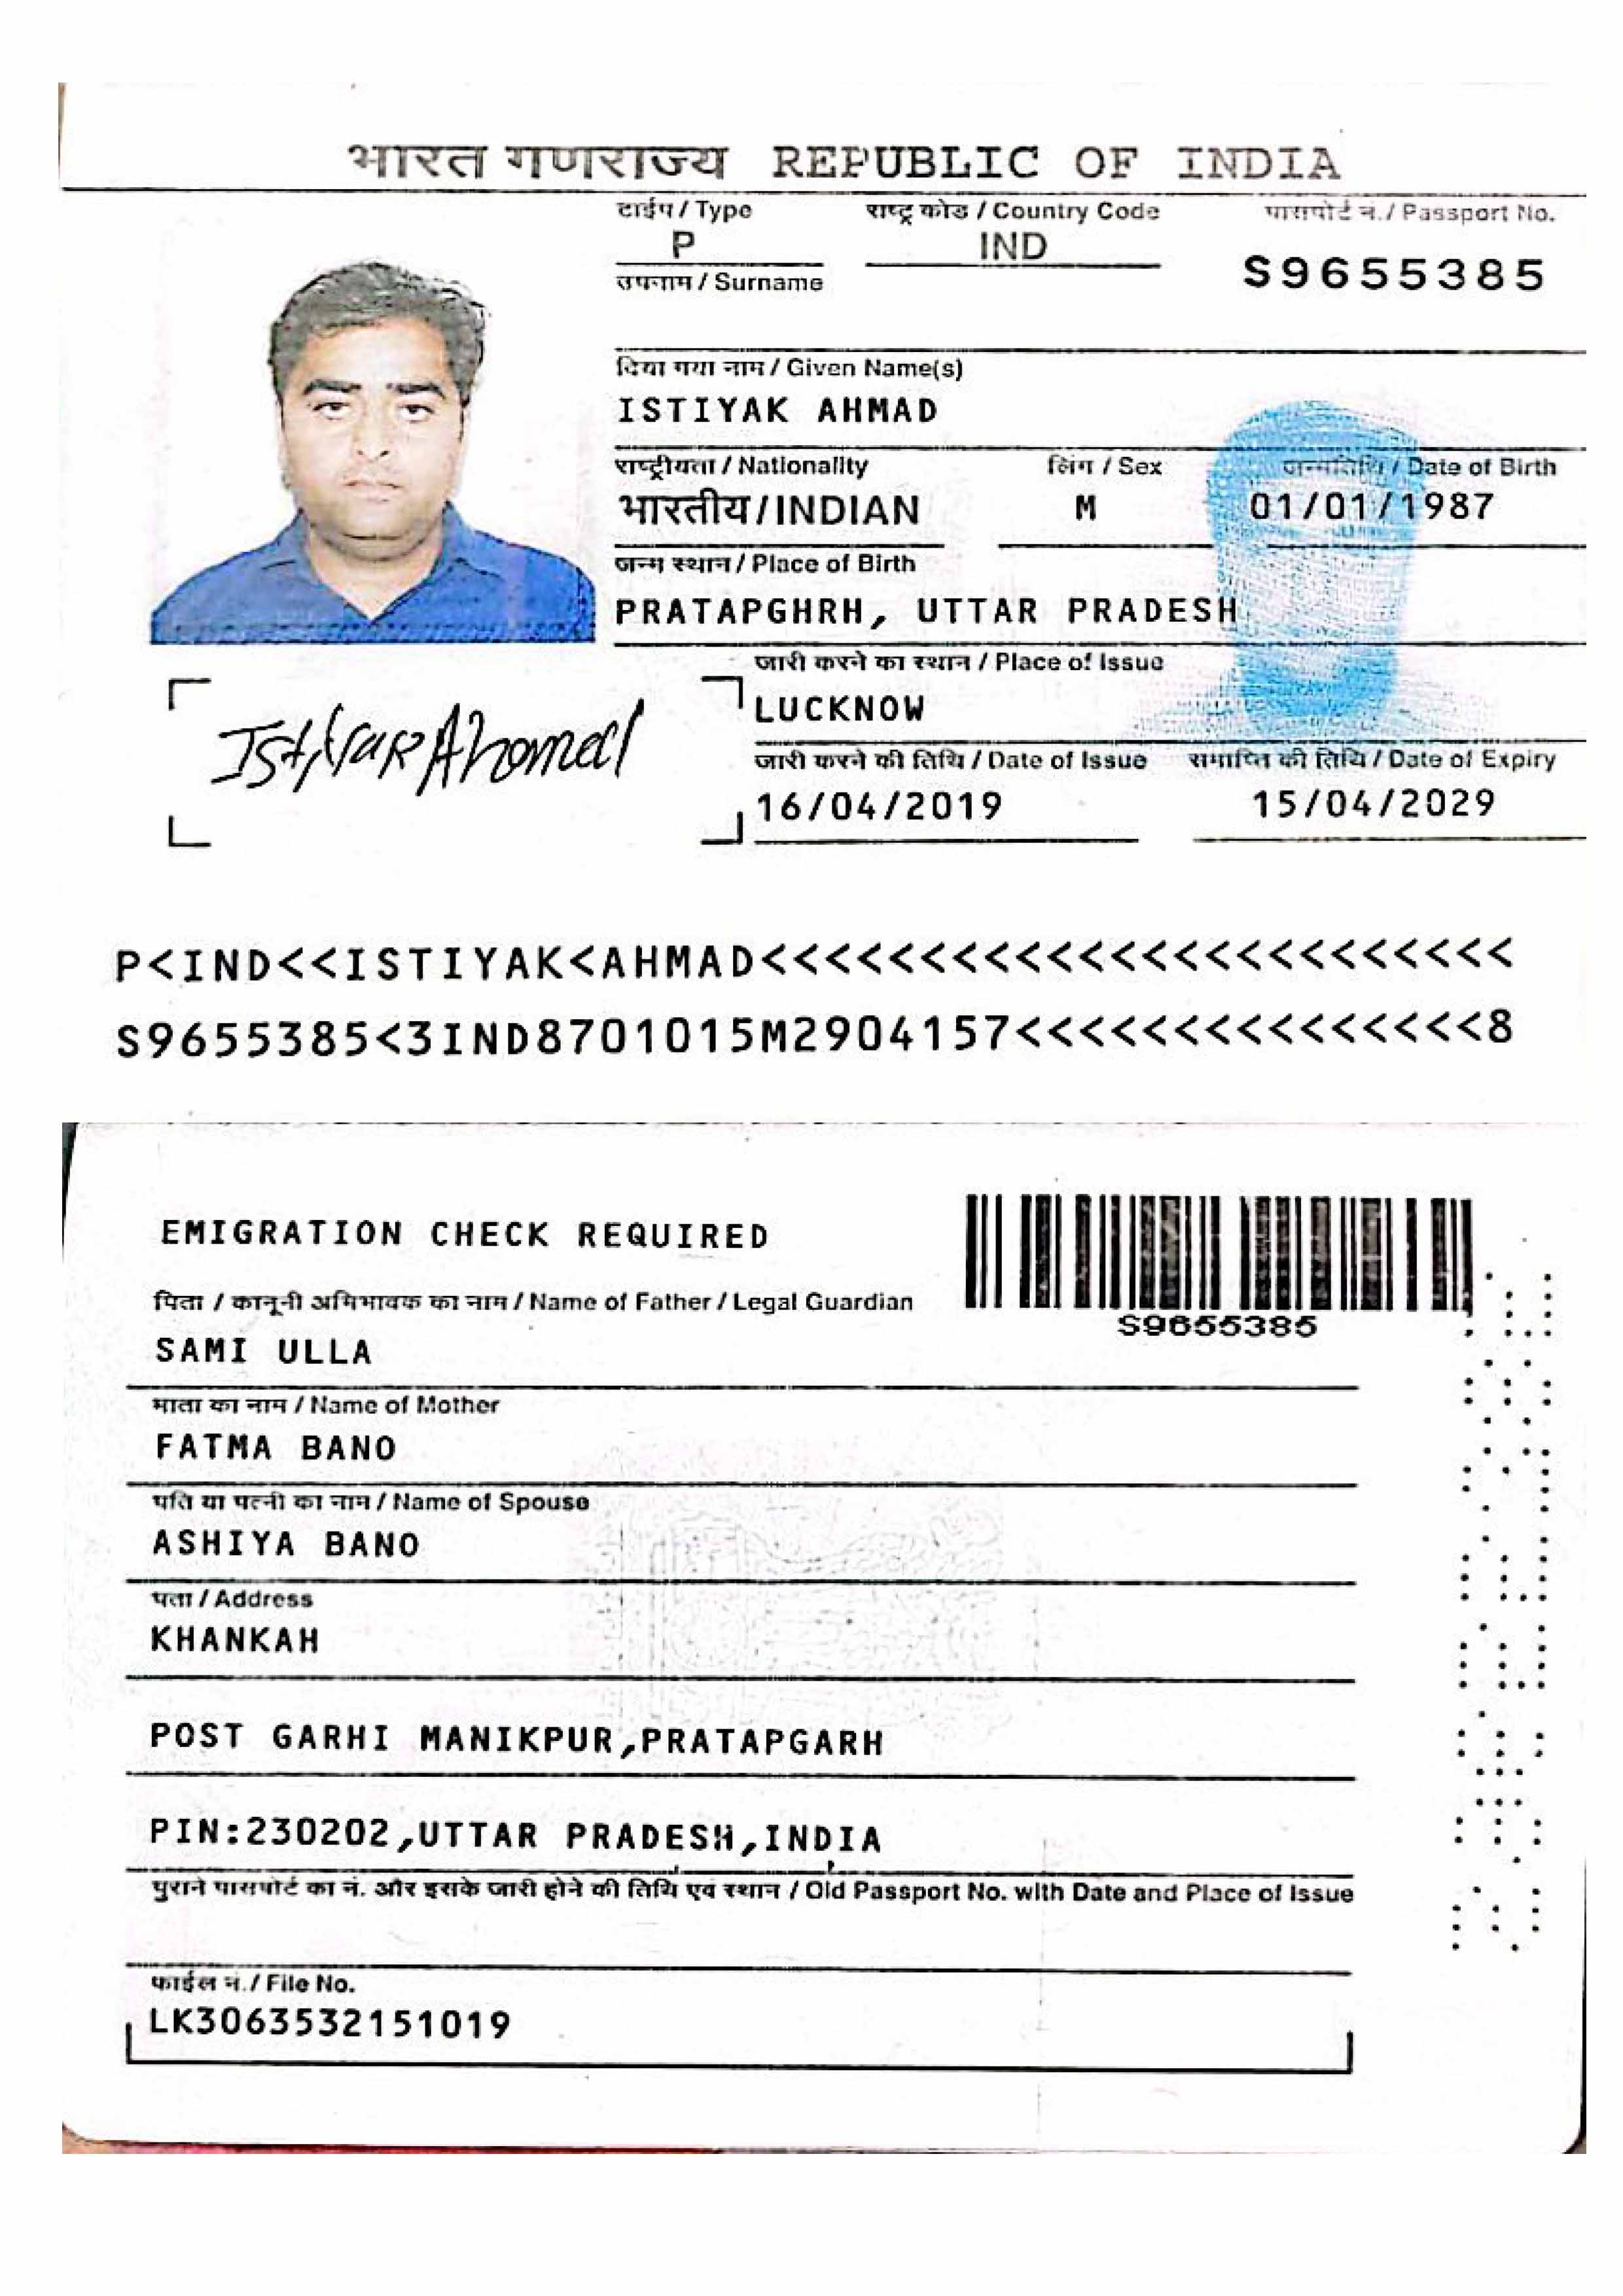 भारत गणराज्य REPUBLIC OF INDIA
टाईप / Type राष्ट्र कोड / Country Code पासपोर्ट न. / Passport No.
P IND S9655385
उपनाम / Surname
दिया गया नाम / Given Name(s)
ISTIYAK AHMAD
राष्ट्रीयता / Nationality लिंग / Sex जन्मतिथि / Date of Birth
भारतीय/INDIAN M 01/01/1987
जन्म स्थान / Place of Birth
PRATAPGHRH, UTTAR PRADESH
जारी करने का स्थान / Place of Issue
LUCKNOW
Istiyak Ahamad
जारी करने की तिथि / Date of Issue समाप्ति की तिथि / Date of Expiry
16/04/2019 15/04/2029
P<IND<<ISTIYAK<AHMAD<<<<<<<<<<<<<<<<<<<<<<<<
S9655385<3IND8701015M2904157<<<<<<<<<<<<<<<8
EMIGRATION CHECK REQUIRED
पिता / कानूनी अभिभावक का नाम / Name of Father / Legal Guardian
S9655385
SAMI ULLA
माता का नाम / Name of Mother
FATMA BANO
पति या पत्नी का नाम / Name of Spouse
ASHIYA BANO
पता / Address
KHANKAH
POST GARHI MANIKPUR,PRATAPGARH
PIN:230202,UTTAR PRADESH,INDIA
पुराने पासपोर्ट का नं. और इसके जारी होने की तिथि एवं स्थान / Old Passport No. with Date and Place of Issue
फाईल नं. / File No.
LK3063532151019